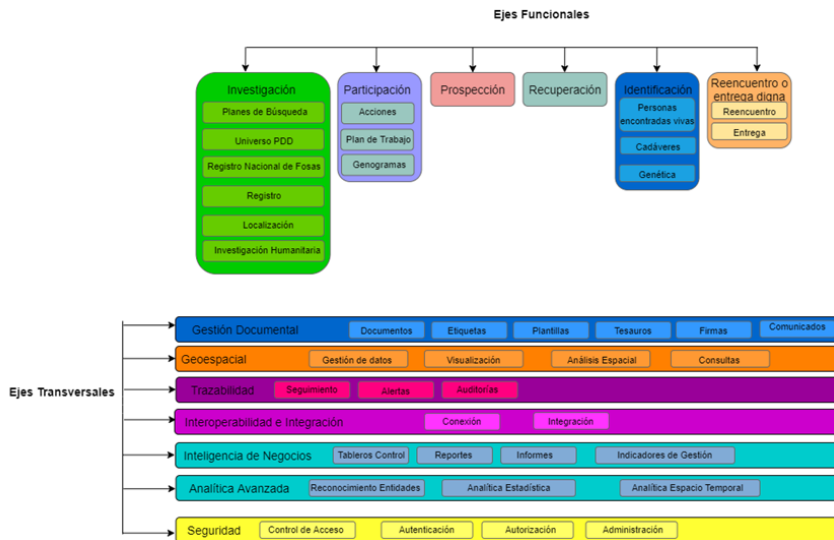 Ejes Funcionales
Investigación
Planes de Búsqueda
Universo PDD
Registro Nacional de Fosas
Registro
Localización
Investigación Humanitaria
Participación
Acciones
Plan de Trabajo
Genogramas
Prospección
Recuperación
Identificación
Personas
encontradas vivas
Cadáveres
Genética
Reencuentro o
entrega digna
Reencuentro
Entrega
Ejes Transversales
Gestión Documental
Documentos
Etiquetas
Plantillas
Tesauros
Firmas
Comunicados
Geoespacial
Gestión de datos
Visualización
Análisis Espacial
Consultas
Trazabilidad
Seguimiento
Alertas
Auditorías
Interoperabilidad e Integración
Conexión
Integración
Inteligencia de Negocios
Tableros Control
Reportes
Informes
Indicadores de Gestión
Analítica Avanzada
Reconocimiento Entidades
Analítica Estadística
Analítica Espacio Temporal
Seguridad
Control de Acceso
Autenticación
Autorización
Administración